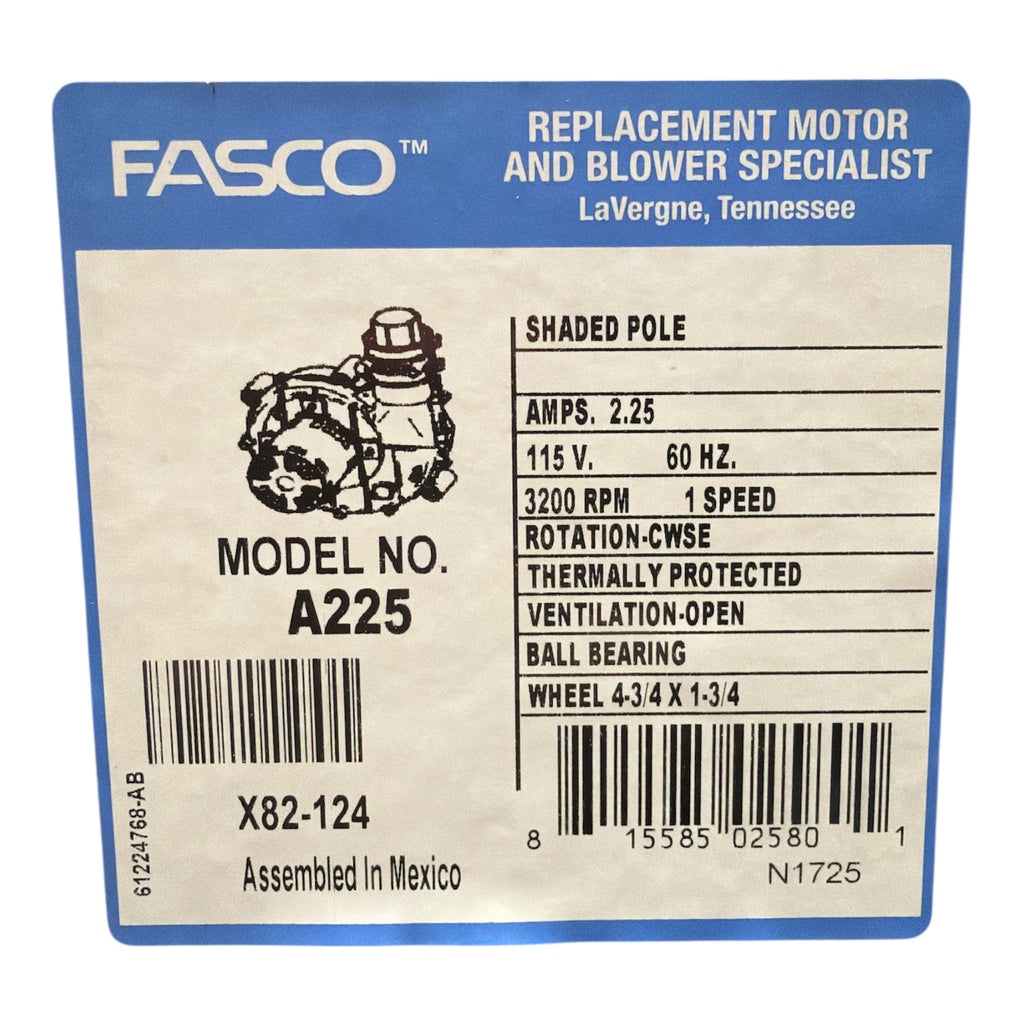 FASCO™
REPLACEMENT MOTOR
AND BLOWER SPECIALIST
LaVergne, Tennessee
MODEL NO.
A225
X82-124
Assembled In Mexico
61224768-AB
SHADED POLE
AMPS. 2.25
115 V. 60 HZ.
3200 RPM 1 SPEED
ROTATION-CWSE
THERMALLY PROTECTED
VENTILATION-OPEN
BALL BEARING
WHEEL 4-3/4 X 1-3/4
8 15585 02580 1
N1725